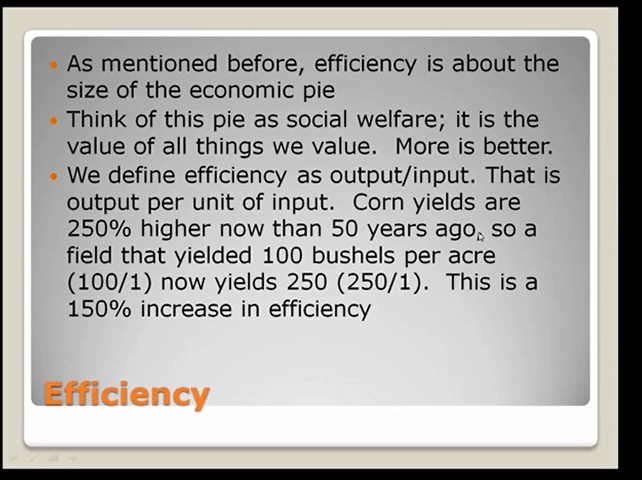 As mentioned before, efficiency is about the
size of the economic pie
Think of this pie as social welfare; it is the
value of all things we value.  More is better.
We define efficiency as output/input.  That is
output per unit of input.  Corn yields are
250% higher now than 50 years ago, so a
field that yielded 100 bushels per acre
(100/1) now yields 250 (250/1).  This is a
150% increase in efficiency
Efficiency